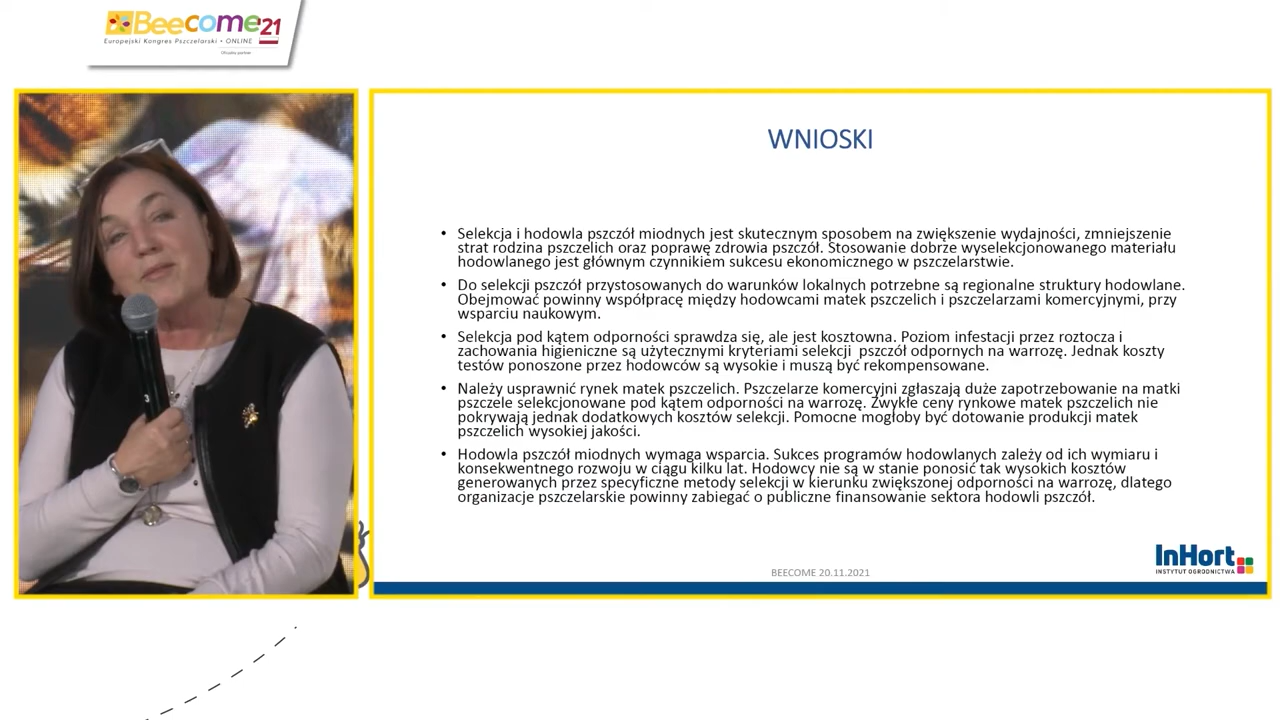 Beecome'21
Europejski Kongres Pszczelarski • ONLINE
WNIOSKI
• Selekcja i hodowla pszczół miodnych jest skutecznym sposobem na zwiększenie wydajności, zmniejszenie
strat rodzina pszczelich oraz poprawę zdrowia pszczół. Stosowanie dobrze wyselekcjonowanego materiału
hodowlanego jest głównym czynnikiem sukcesu ekonomicznego w pszczelarstwie.
• Do selekcji pszczół przystosowanych do warunków lokalnych potrzebne są regionalne struktury hodowlane.
Obejmować powinny współpracę między hodowcami matek pszczelich i pszczelarzami komercyjnymi, przy
wsparciu naukowym.
• Selekcja pod kątem odporności sprawdza się, ale jest kosztowna. Poziom infestacji przez roztocza i
zachowania higieniczne są użytecznymi kryteriami selekcji pszczół odpornych na warrozę. Jednak koszty
testów ponoszone przez hodowców są wysokie i muszą być rekompensowane.
• Należy usprawnić rynek matek pszczelich. Pszczelarze komercyjni zgłaszają duże zapotrzebowanie na matki
pszczele selekcjonowane pod kątem odporności na warrozę. Zwykłe ceny rynkowe matek pszczelich nie
pokrywają jednak dodatkowych kosztów selekcji. Pomocne mogłoby być dotowanie produkcji matek
pszczelich wysokiej jakości.
• Hodowla pszczół miodnych wymaga wsparcia. Sukces programów hodowlanych zależy od ich wymiaru i
konsekwentnego rozwoju w ciągu kilku lat. Hodowcy nie są w stanie ponosić tak wysokich kosztów
generowanych przez specyficzne metody selekcji w kierunku zwiększonej odporności na warrozę, dlatego
organizacje pszczelarskie powinny zabiegać o publiczne finansowanie sektora hodowli pszczół.
InHort
INSTYTUT OGRODNICTWA
BEECOME 20.11.2021